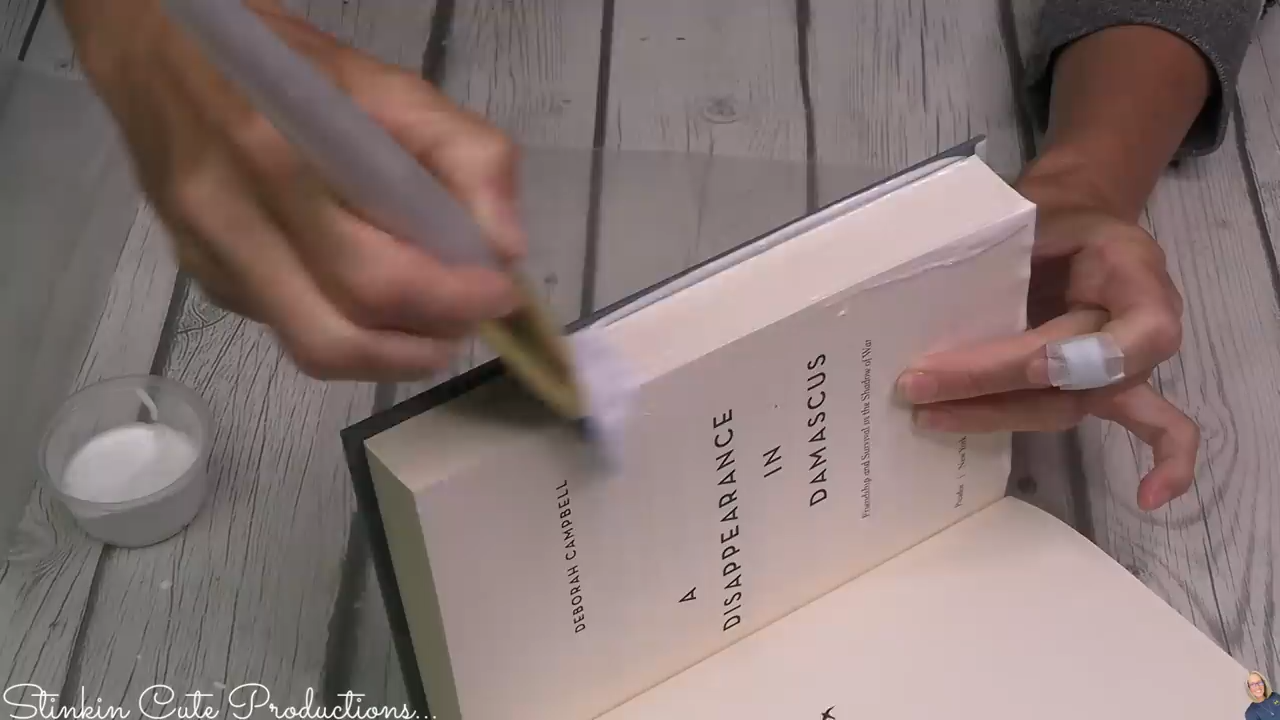 DEBORAH CAMPBELL
A
DISAPPEARANCE
IN
DAMASCUS
Friendship and Survival in the Shadow of War
Picador | New York
Stinkin Cute Productions...